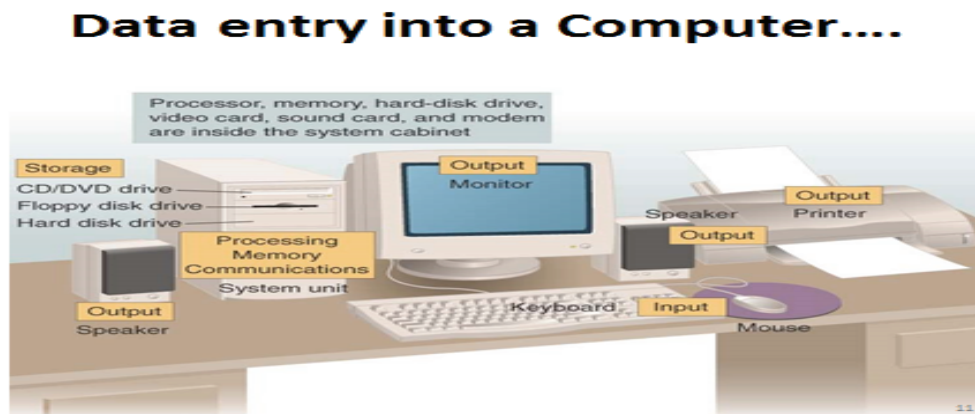 Data entry into a Computer....
Processor, memory, hard-disk drive,
video card, sound card, and modem
are inside the system cabinet
Storage
CD/DVD drive
Floppy disk drive
Hard disk drive
Output
Monitor
Output
Printer
Speaker
Output
Processing
Memory
Communications
System unit
Output
Speaker
Keyboard
Input
Mouse
11